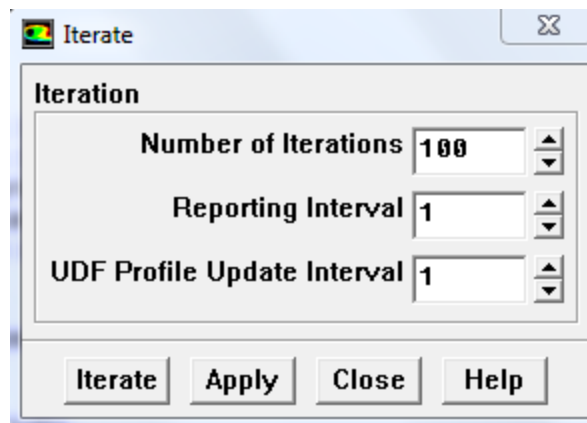 Iterate
Iteration
Number of Iterations 100
Reporting Interval 1
UDF Profile Update Interval 1
Iterate Apply Close Help